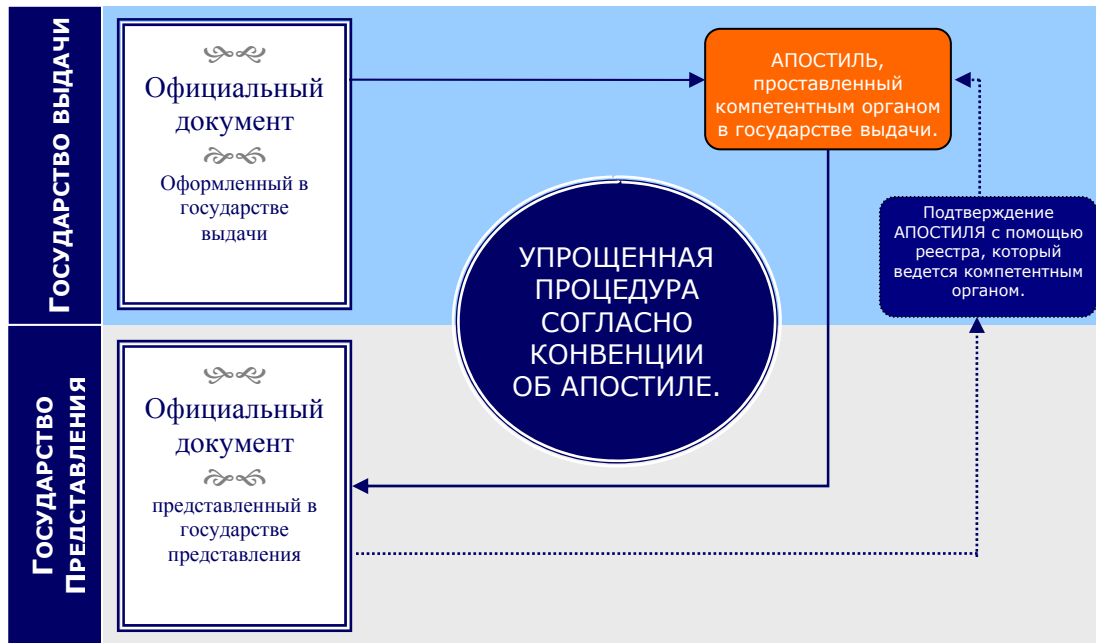 ГОСУДАРСТВО ВЫДАЧИ
Официальный
документ
Оформленный в
государстве
выдачи
АПОСТИЛЬ,
проставленный
компетентным органом
в государстве выдачи.
Подтверждение
АПОСТИЛЯ с помощью
реестра, который
ведется компетентным
органом.
УПРОЩЕННАЯ
ПРОЦЕДУРА
СОГЛАСНО
КОНВЕНЦИИ
ОБ АПОСТИЛЕ.
ГОСУДАРСТВО
ПРЕДСТАВЛЕНИЯ
Официальный
документ
представленный в
государстве
представления